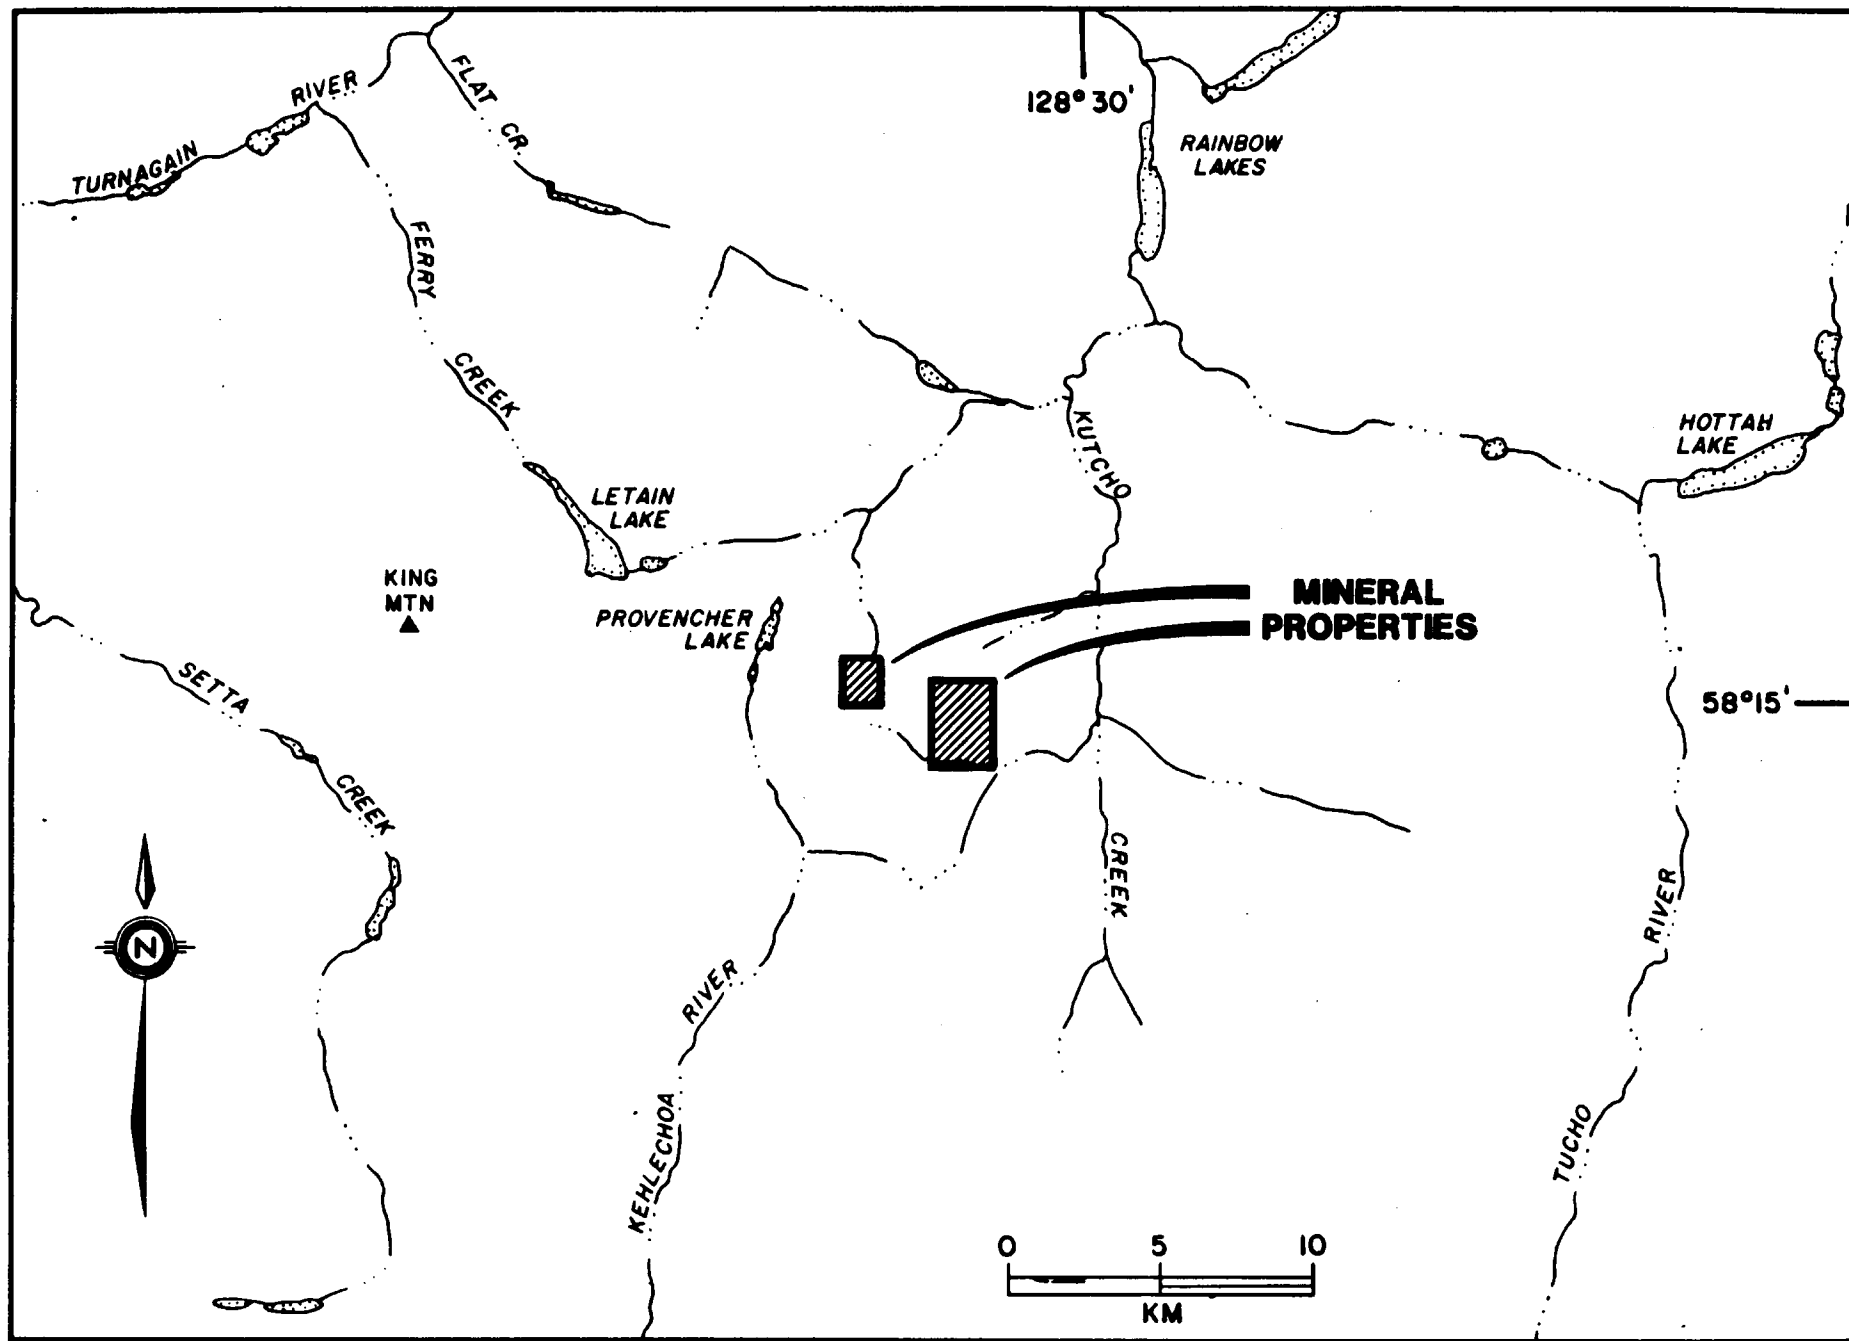 FLAT CR.
RIVER
TURNAGAIN
128°30'
RAINBOW
LAKES
FERRY
CREEK
KUTCHO
HOTTAH
LAKE
LETAIN
LAKE
KING
MTN
PROVENCHER
LAKE
MINERAL
PROPERTIES
SETTA
58°15'
CREEK
CREEK
RIVER
RIVER
N
KEHLECHOA
TUCHO
0 5 10
KM